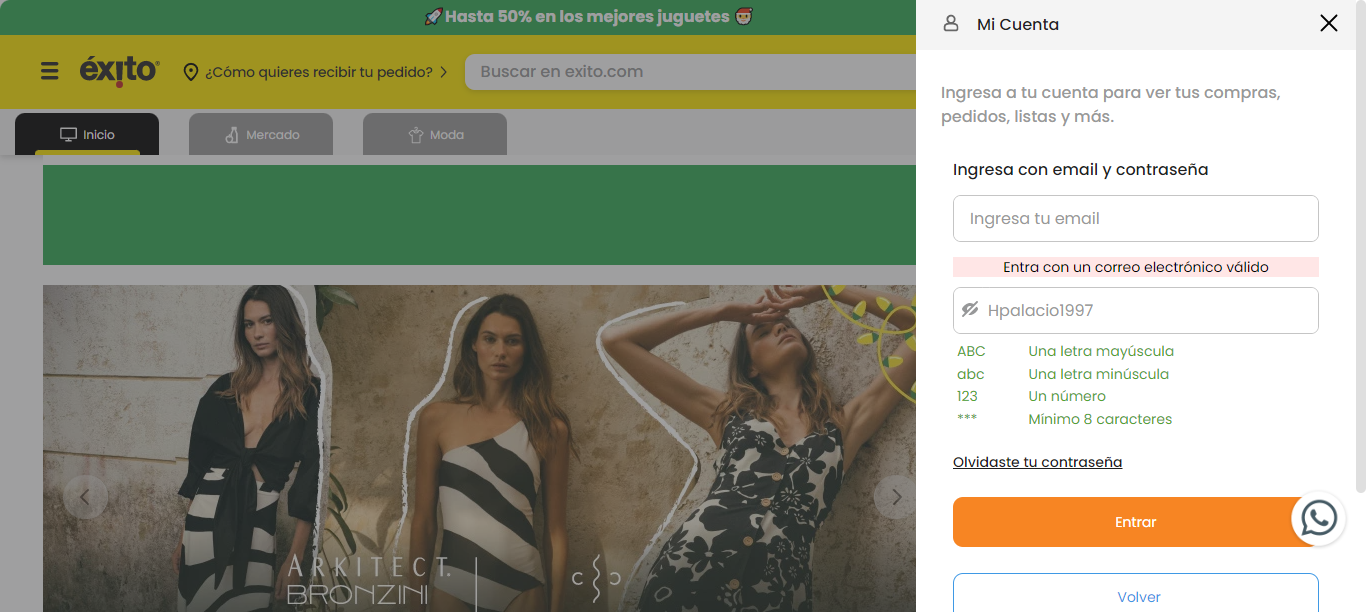 🚀 Hasta 50% en los mejores juguetes 🎅
éxito
¿Cómo quieres recibir tu pedido?
Buscar en exito.com
Inicio
Mercado
Moda
ARKITECT.
BRONZINI
Mi Cuenta
Ingresa a tu cuenta para ver tus compras,
pedidos, listas y más.
Ingresa con email y contraseña
Ingresa tu email
Entra con un correo electrónico válido
Hpalacio1997
ABC Una letra mayúscula
abc Una letra minúscula
123 Un número
*** Mínimo 8 caracteres
Olvidaste tu contraseña
Entrar
Volver